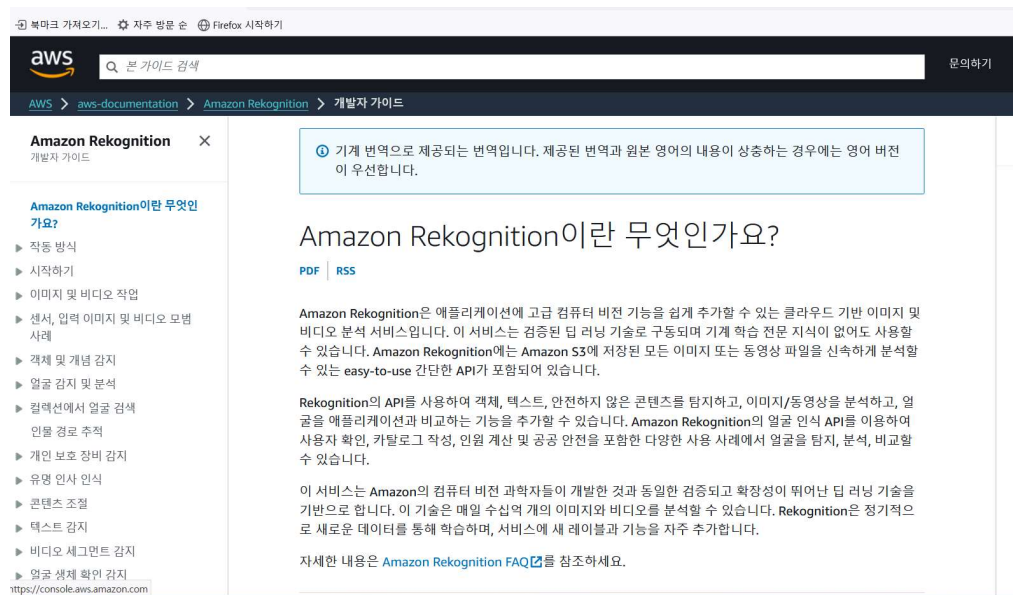 북마크 가져오기... 자주 방문 순 Firefox 시작하기
aws
본 가이드 검색
문의하기
AWS > aws-documentation > Amazon Rekognition > 개발자 가이드
Amazon Rekognition
개발자 가이드
Amazon Rekognition이란 무엇인
가요?
작동 방식
시작하기
이미지 및 비디오 작업
센서, 입력 이미지 및 비디오 모범
사례
객체 및 개념 감지
얼굴 감지 및 분석
컬렉션에서 얼굴 검색
인물 경로 추적
개인 보호 장비 감지
유명 인사 인식
콘텐츠 조절
텍스트 감지
비디오 세그먼트 감지
얼굴 생체 확인 감지
https://console.aws.amazon.com
기계 번역으로 제공되는 번역입니다. 제공된 번역과 원본 영어의 내용이 상충하는 경우에는 영어 버전
이 우선합니다.
Amazon Rekognition이란 무엇인가요?
PDF RSS
Amazon Rekognition은 애플리케이션에 고급 컴퓨터 비전 기능을 쉽게 추가할 수 있는 클라우드 기반 이미지 및
비디오 분석 서비스입니다. 이 서비스는 검증된 딥 러닝 기술로 구동되며 기계 학습 전문 지식이 없어도 사용할
수 있습니다. Amazon Rekognition에는 Amazon S3에 저장된 모든 이미지 또는 동영상 파일을 신속하게 분석할
수 있는 easy-to-use 간단한 API가 포함되어 있습니다.
Rekognition의 API를 사용하여 객체, 텍스트, 안전하지 않은 콘텐츠를 탐지하고, 이미지/동영상을 분석하고, 얼
굴을 애플리케이션과 비교하는 기능을 추가할 수 있습니다. Amazon Rekognition의 얼굴 인식 API를 이용하여
사용자 확인, 카탈로그 작성, 인원 계산 및 공공 안전을 포함한 다양한 사용 사례에서 얼굴을 탐지, 분석, 비교할
수 있습니다.
이 서비스는 Amazon의 컴퓨터 비전 과학자들이 개발한 것과 동일한 검증되고 확장성이 뛰어난 딥 러닝 기술을
기반으로 합니다. 이 기술은 매일 수십억 개의 이미지와 비디오를 분석할 수 있습니다. Rekognition은 정기적으
로 새로운 데이터를 통해 학습하며, 서비스에 새 레이블과 기능을 자주 추가합니다.
자세한 내용은 Amazon Rekognition FAQ를 참조하세요.